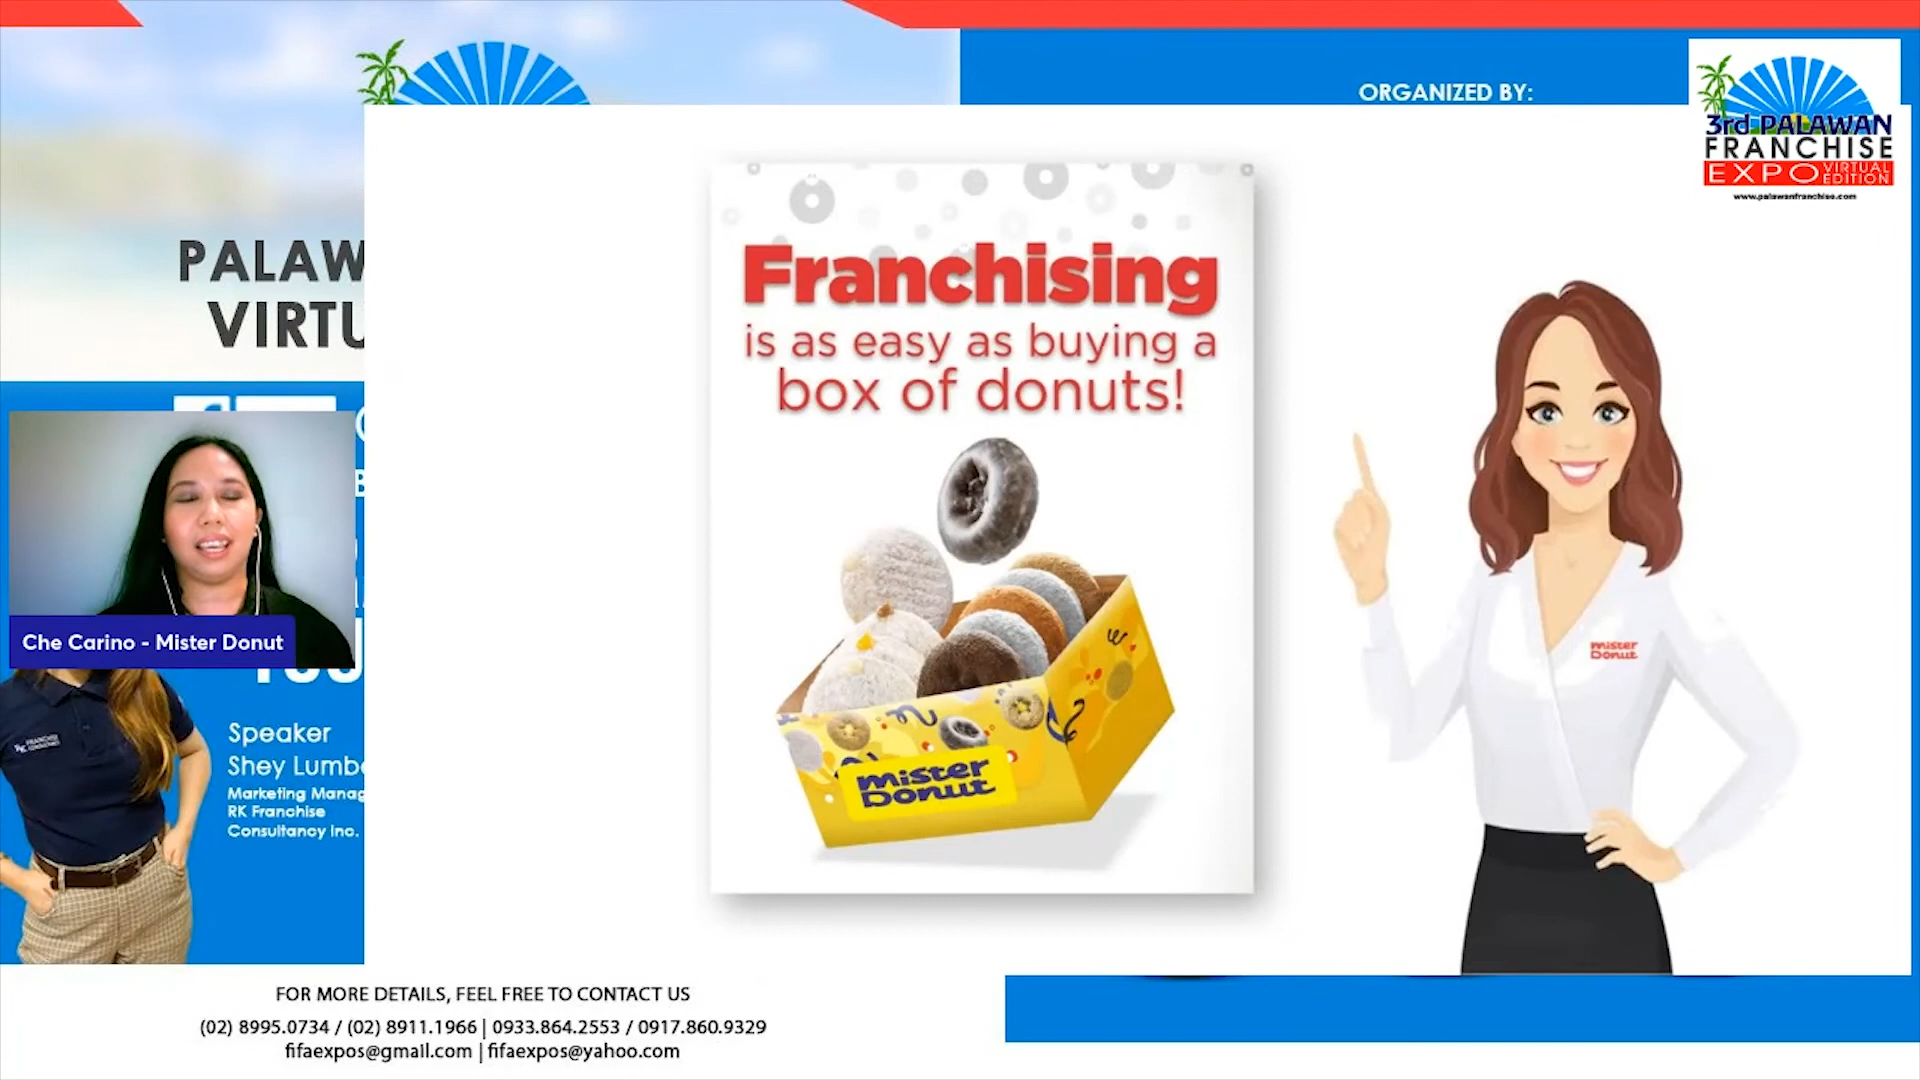 ORGANIZED BY:
3rd PALAWAN
FRANCHISE
EXPO VIRTUAL EDITION
www.palawanfranchise.com
PALAW
VIRTU
Franchising
is as easy as buying a
box of donuts!
mister
Donut
mister
Donut
Che Carino - Mister Donut
Speaker
Shey Lumb
Marketing Manag
RK Franchise
Consultancy Inc.
FOR MORE DETAILS, FEEL FREE TO CONTACT US
(02) 8995.0734 / (02) 8911.1966 | 0933.864.2553 / 0917.860.9329
fifaexpos@gmail.com | fifaexpos@yahoo.com